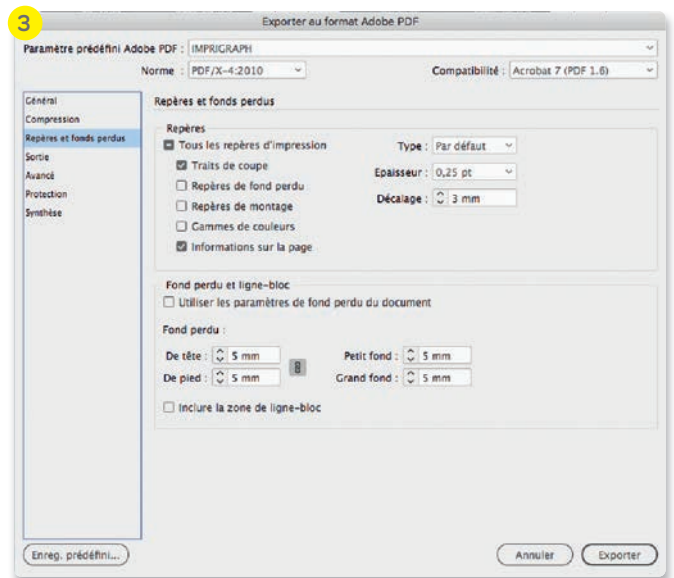 3
Exporter au format Adobe PDF
Paramètre prédéfini Adobe PDF : IMPRIGRAPH
Norme : PDF/X-4:2010 Compatibilité : Acrobat 7 (PDF 1.6)
Général
Compression
Repères et fonds perdus
Sortie
Avancé
Protection
Synthèse
Repères et fonds perdus
Repères
Tous les repères d'impression
Traits de coupe
Repères de fond perdu
Repères de montage
Gammes de couleurs
Informations sur la page
Type : Par défaut
Epaisseur : 0,25 pt
Décalage : 3 mm
Fond perdu et ligne-bloc
Utiliser les paramètres de fond perdu du document
Fond perdu :
De tête : 5 mm Petit fond : 5 mm
De pied : 5 mm Grand fond : 5 mm
Inclure la zone de ligne-bloc
Enreg. prédéfini... Annuler Exporter